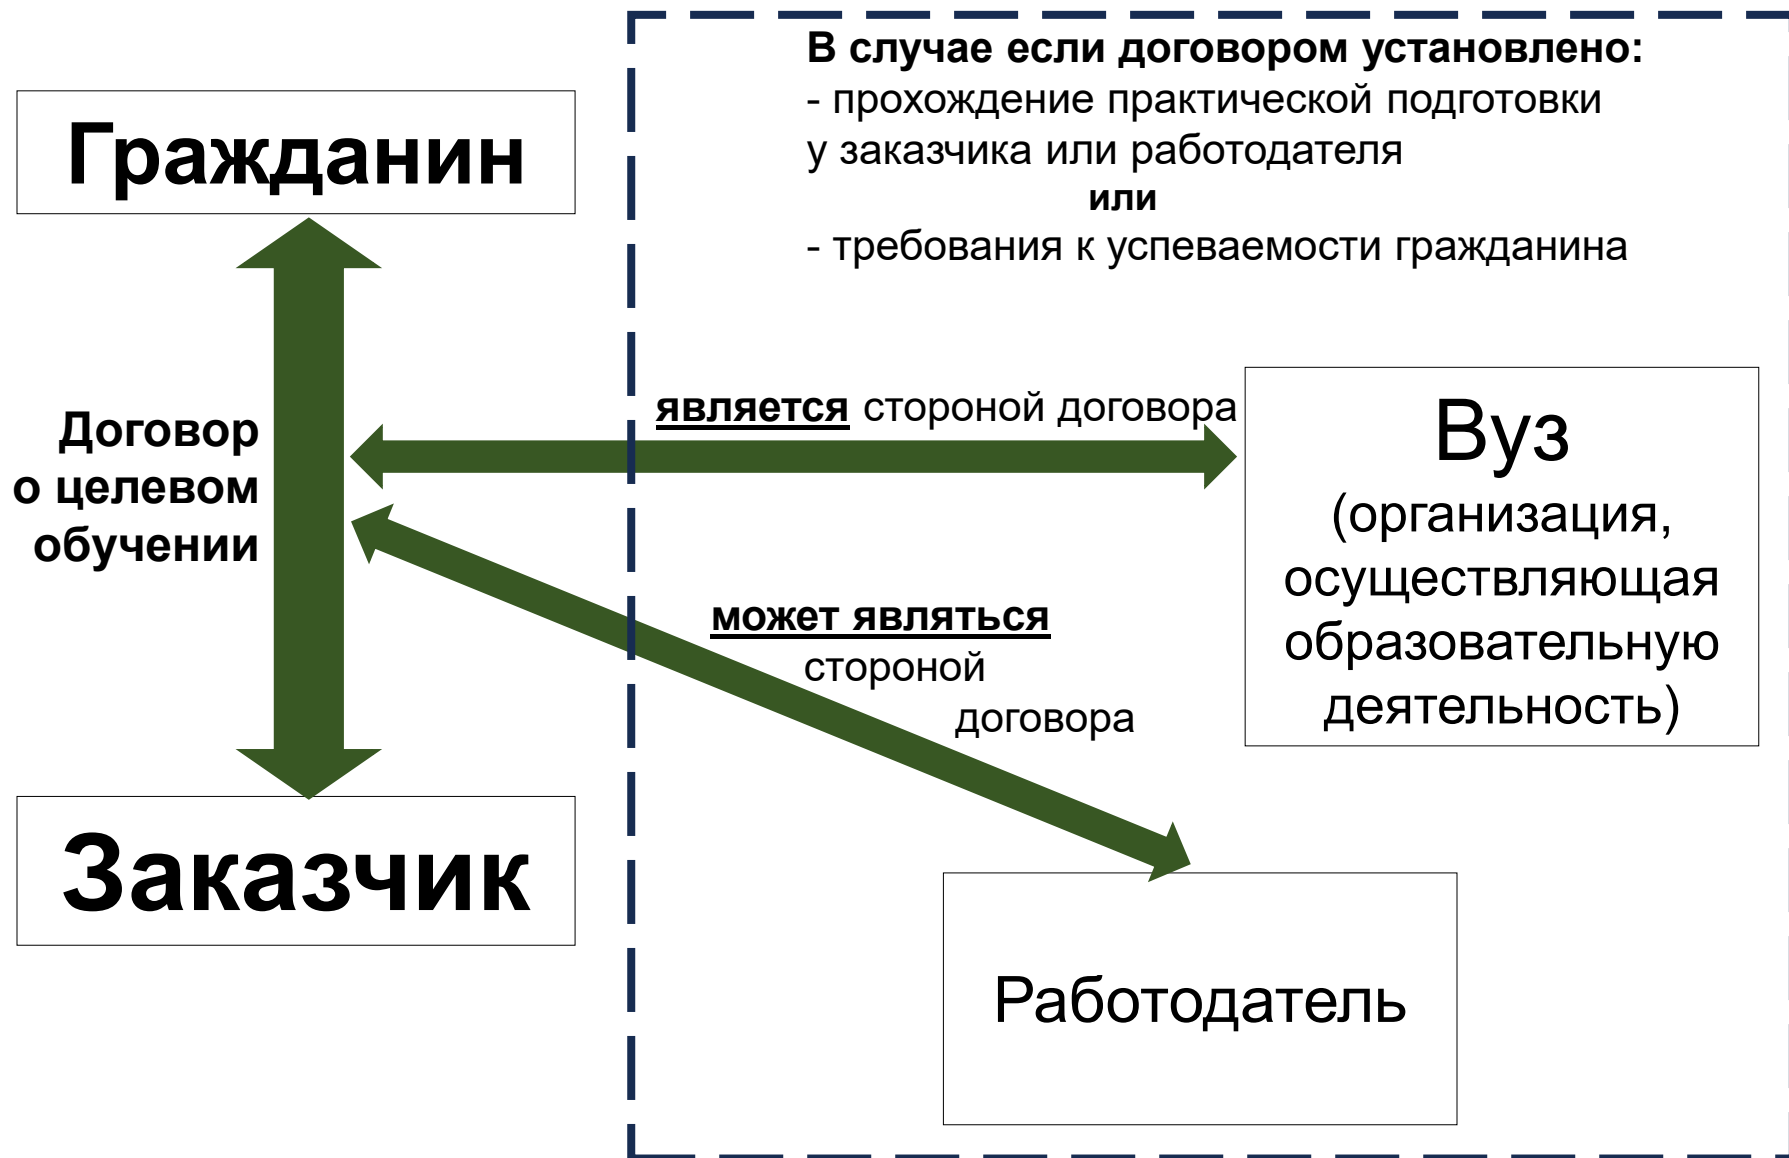 В случае если договором установлено:
- прохождение практической подготовки
у заказчика или работодателя
или
- требования к успеваемости гражданина
Гражданин
Договор
о целевом
обучении
является стороной договора
Вуз
(организация,
осуществляющая
образовательную
деятельность)
может являться
стороной
договора
Заказчик
Работодатель